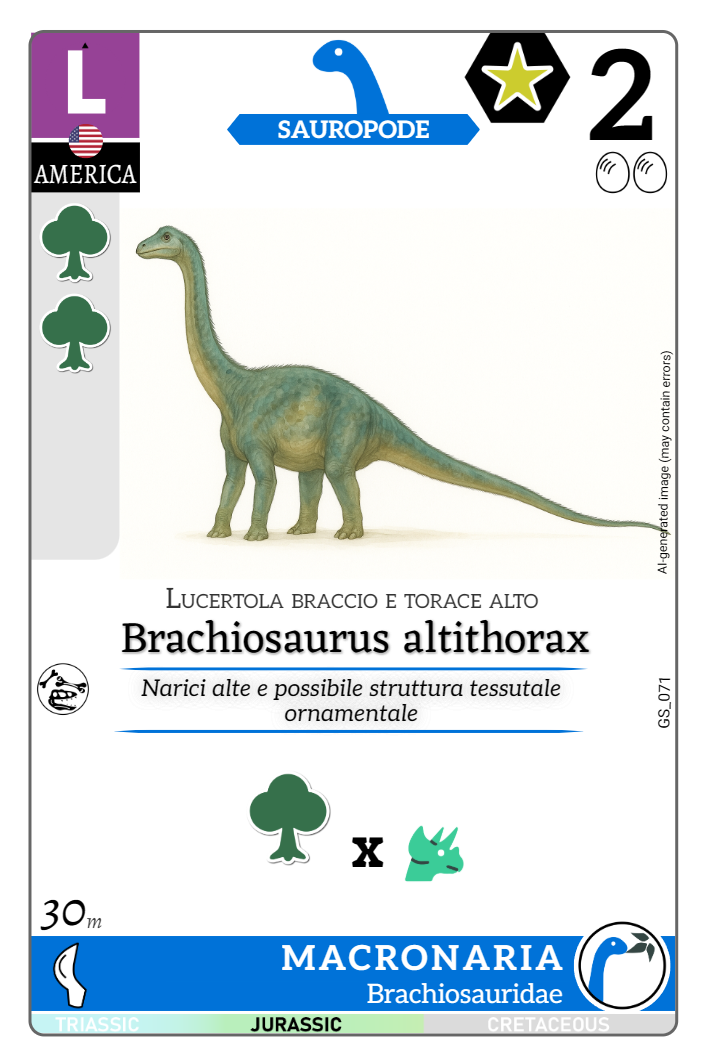 L
AMERICA
SAUROPODE
2
AI-generated image (may contain errors)
Lucertola braccio e torace alto
Brachiosaurus altithorax
Narici alte e possibile struttura tessutale
ornamentale
GS_071
x
30m
MACRONARIA
Brachiosauridae
TRIASSIC JURASSIC CRETACEOUS